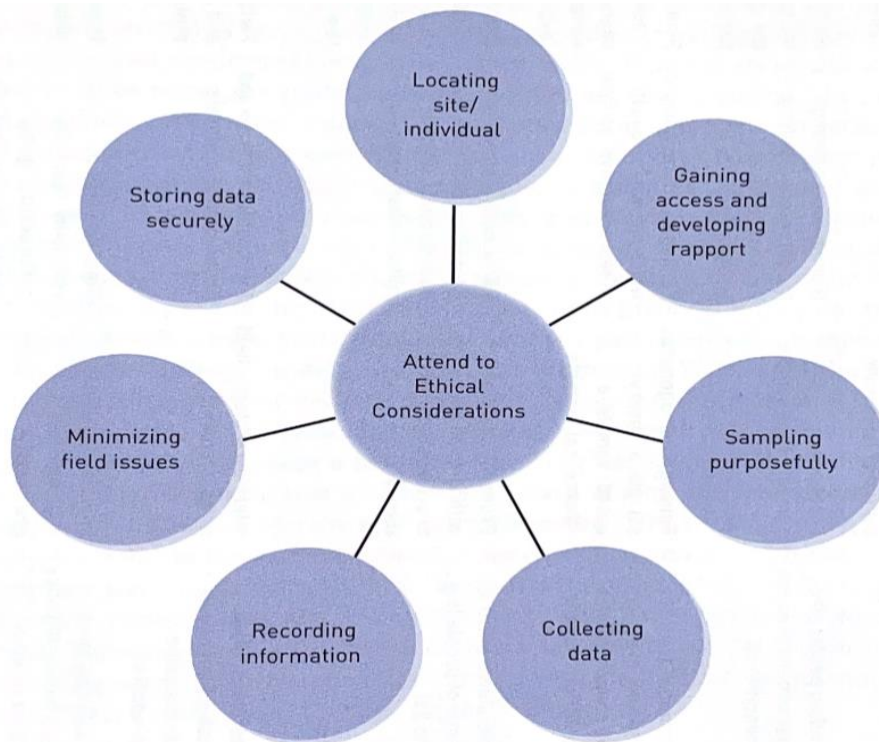 Locating
site/
individual
Gaining
access and
developing
rapport
Sampling
purposefully
Collecting
data
Recording
information
Minimizing
field issues
Storing data
securely
Attend to
Ethical
Considerations